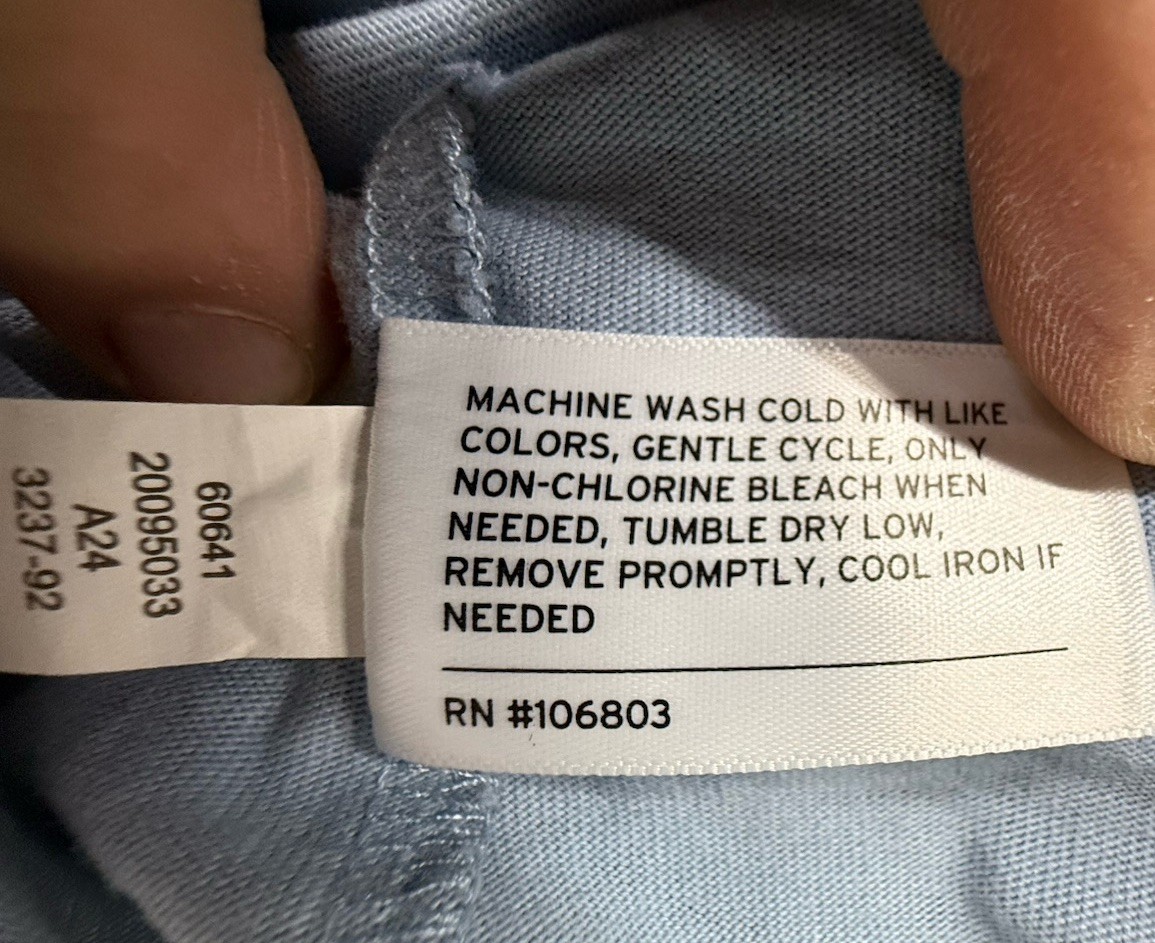 60641
20095033
A24
3237-92
MACHINE WASH COLD WITH LIKE
COLORS, GENTLE CYCLE, ONLY
NON-CHLORINE BLEACH WHEN
NEEDED, TUMBLE DRY LOW,
REMOVE PROMPTLY, COOL IRON IF
NEEDED
RN #106803